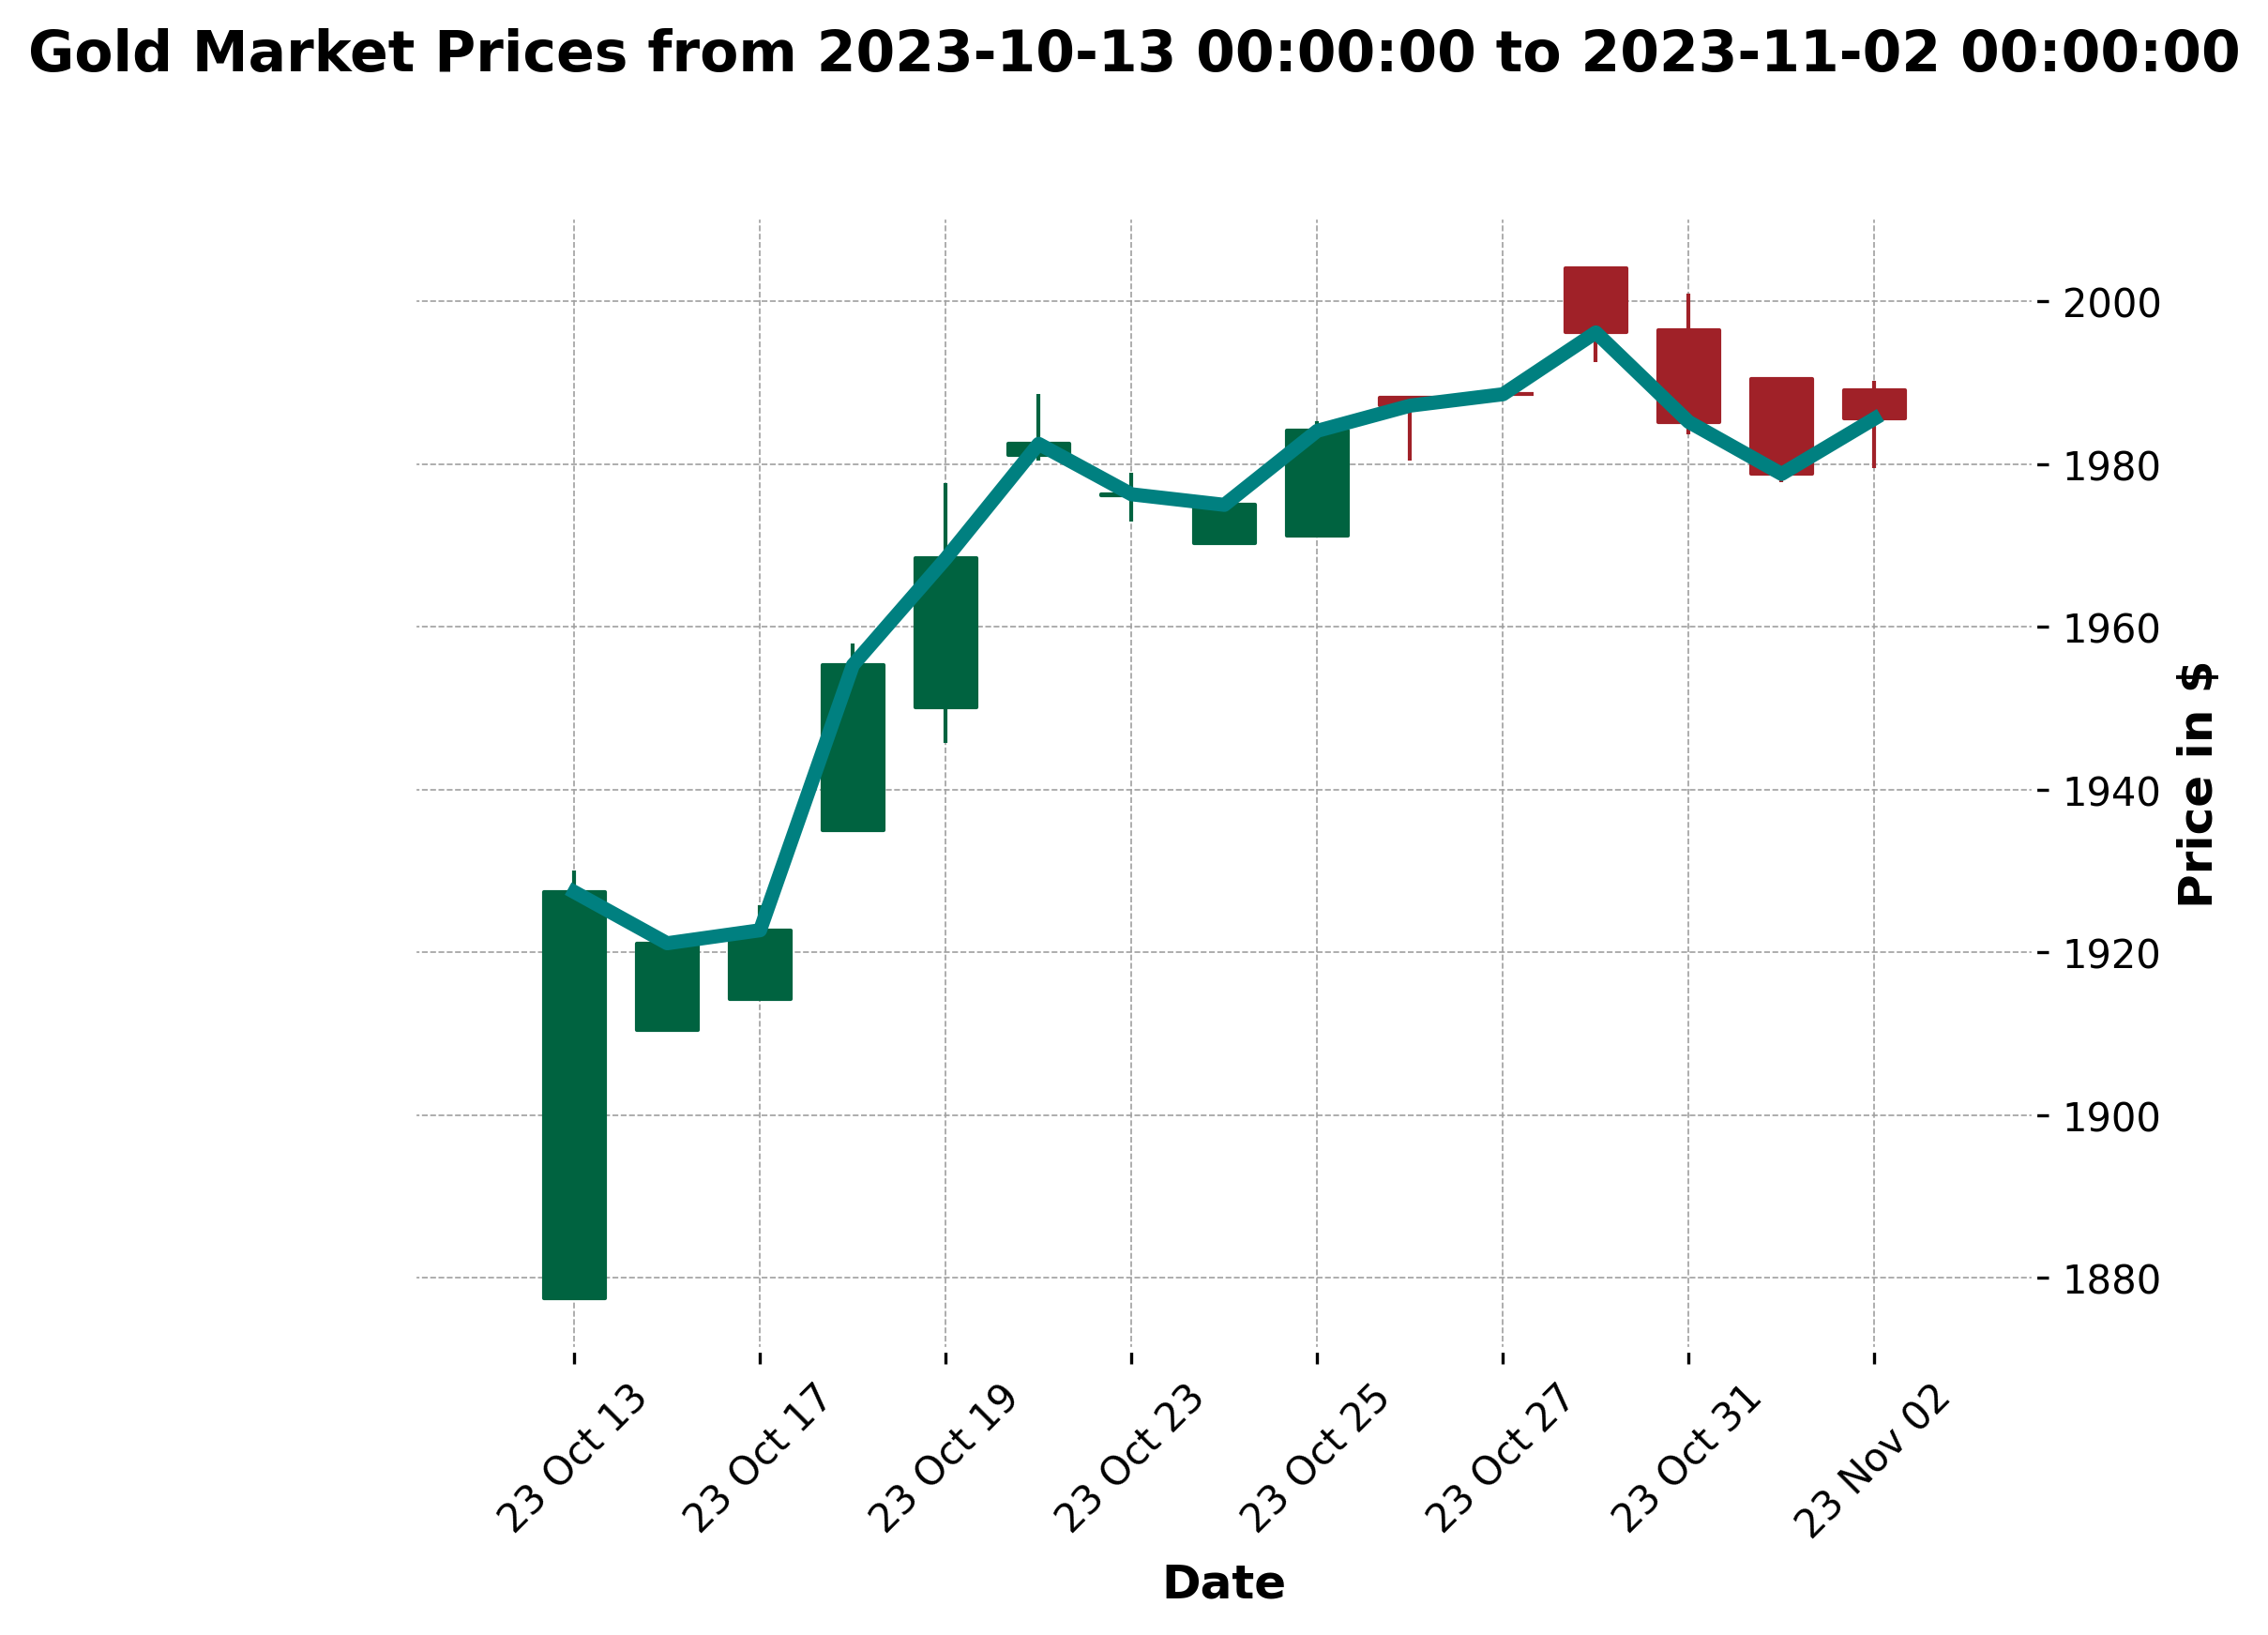 Gold Market Prices from 2023-10-13 00:00:00 to 2023-11-02 00:00:00
2000
1980
1960
1940
1920
1900
1880
Price in $
23 Oct 13
23 Oct 17
23 Oct 19
23 Oct 23
23 Oct 25
23 Oct 27
23 Oct 31
23 Nov 02
Date